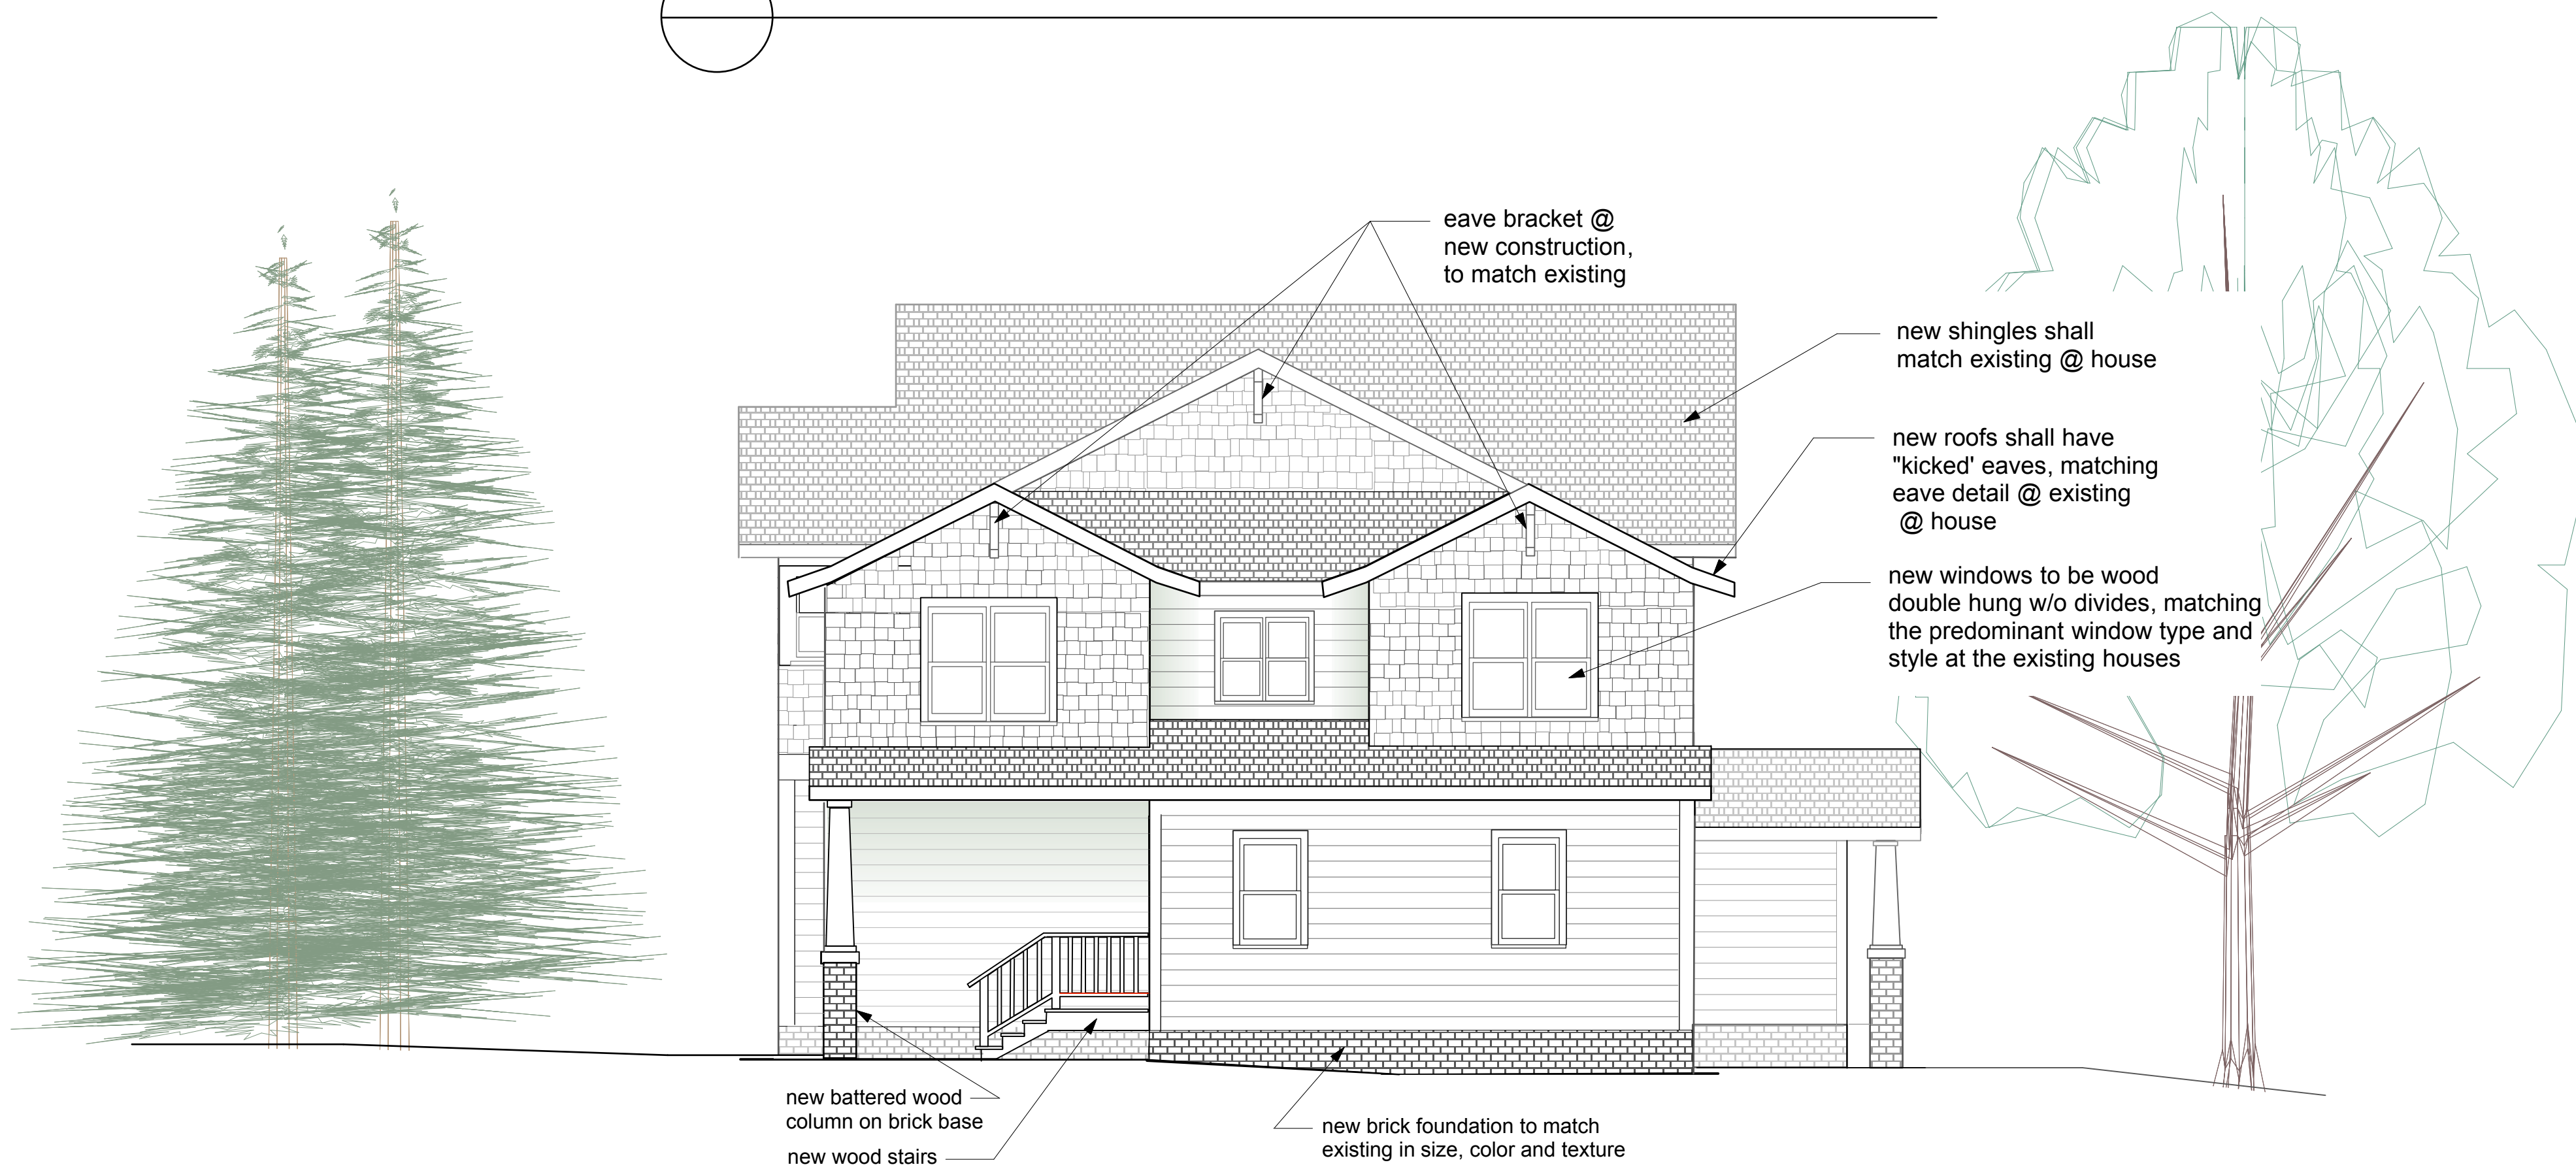 eave bracket @
new construction,
to match existing
new shingles shall
match existing @ house
new roofs shall have
"kicked' eaves, matching
eave detail @ existing
@ house
new windows to be wood
double hung w/o divides, matching
the predominant window type and
style at the existing houses
new battered wood
column on brick base
new wood stairs
new brick foundation to match
existing in size, color and texture